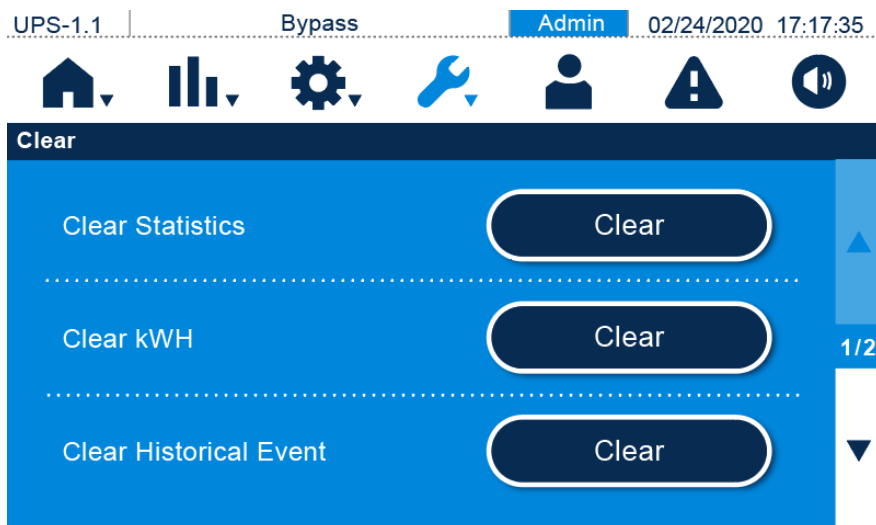 UPS-1.1 Bypass Admin 02/24/2020 17:17:35
Clear
Clear Statistics Clear
Clear kWH Clear
1/2
Clear Historical Event Clear